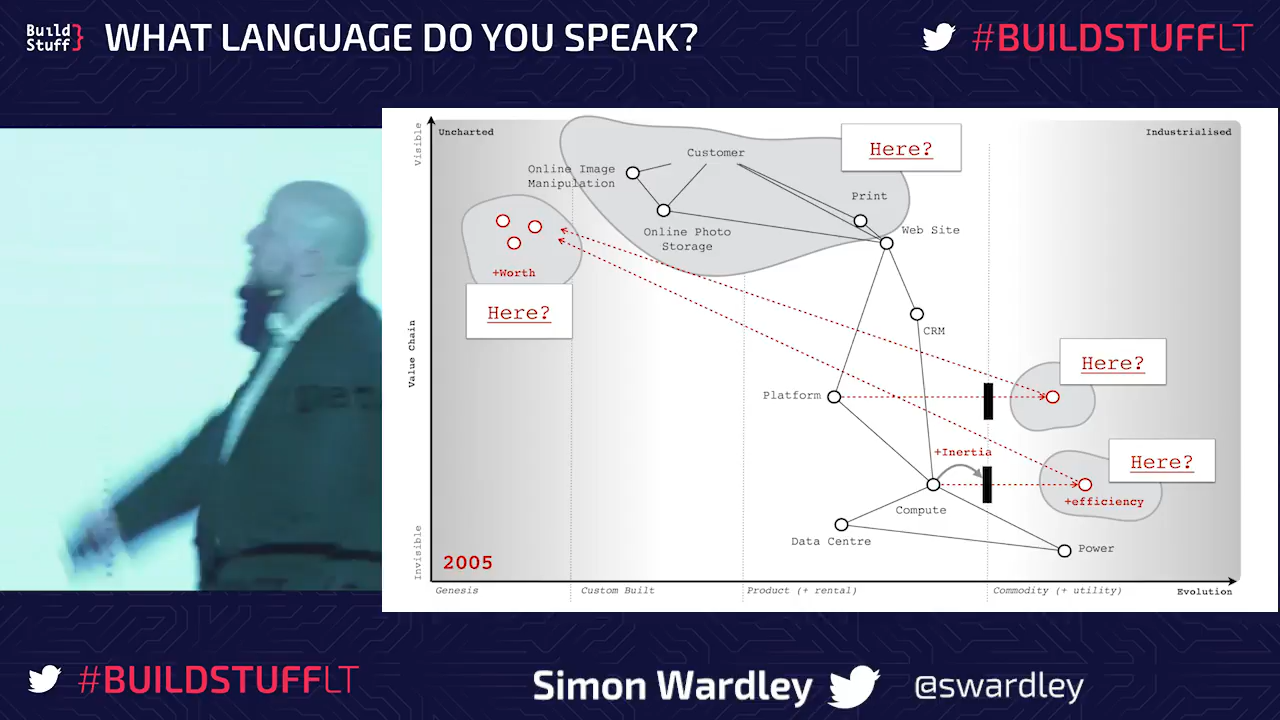 Build
Stuff
WHAT LANGUAGE DO YOU SPEAK?
#BUILDSTUFFLT
Uncharted
Industrialised
Visible
Value Chain
Invisible
Customer
Here?
Online Image
Manipulation
Print
Online Photo
Storage
Web Site
+Worth
Here?
CRM
Here?
Platform
+Inertia
Here?
+efficiency
Compute
Data Centre
Power
2005
Genesis
Custom Built
Product (+ rental)
Commodity (+ utility)
Evolution
#BUILDSTUFFLT
Simon Wardley
@swardley